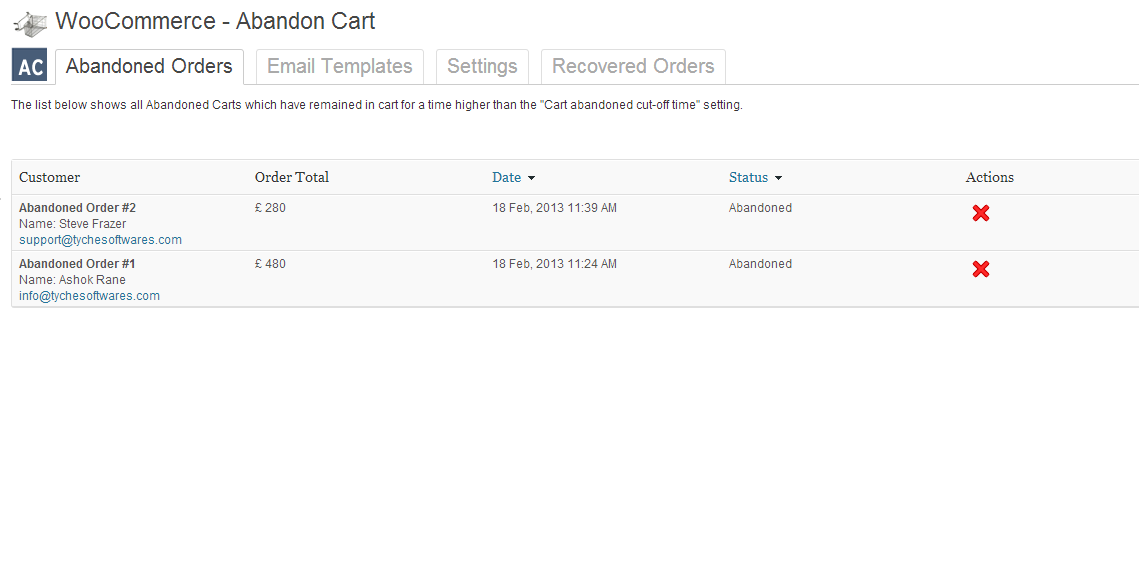 WooCommerce - Abandon Cart
AC Abandoned Orders Email Templates Settings Recovered Orders
The list below shows all Abandoned Carts which have remained in cart for a time higher than the "Cart abandoned cut-off time" setting.
Customer Order Total Date Status Actions
Abandoned Order #2 £ 280 18 Feb, 2013 11:39 AM Abandoned
Name: Steve Frazer
support@tychesoftwares.com
Abandoned Order #1 £ 480 18 Feb, 2013 11:24 AM Abandoned
Name: Ashok Rane
info@tychesoftwares.com